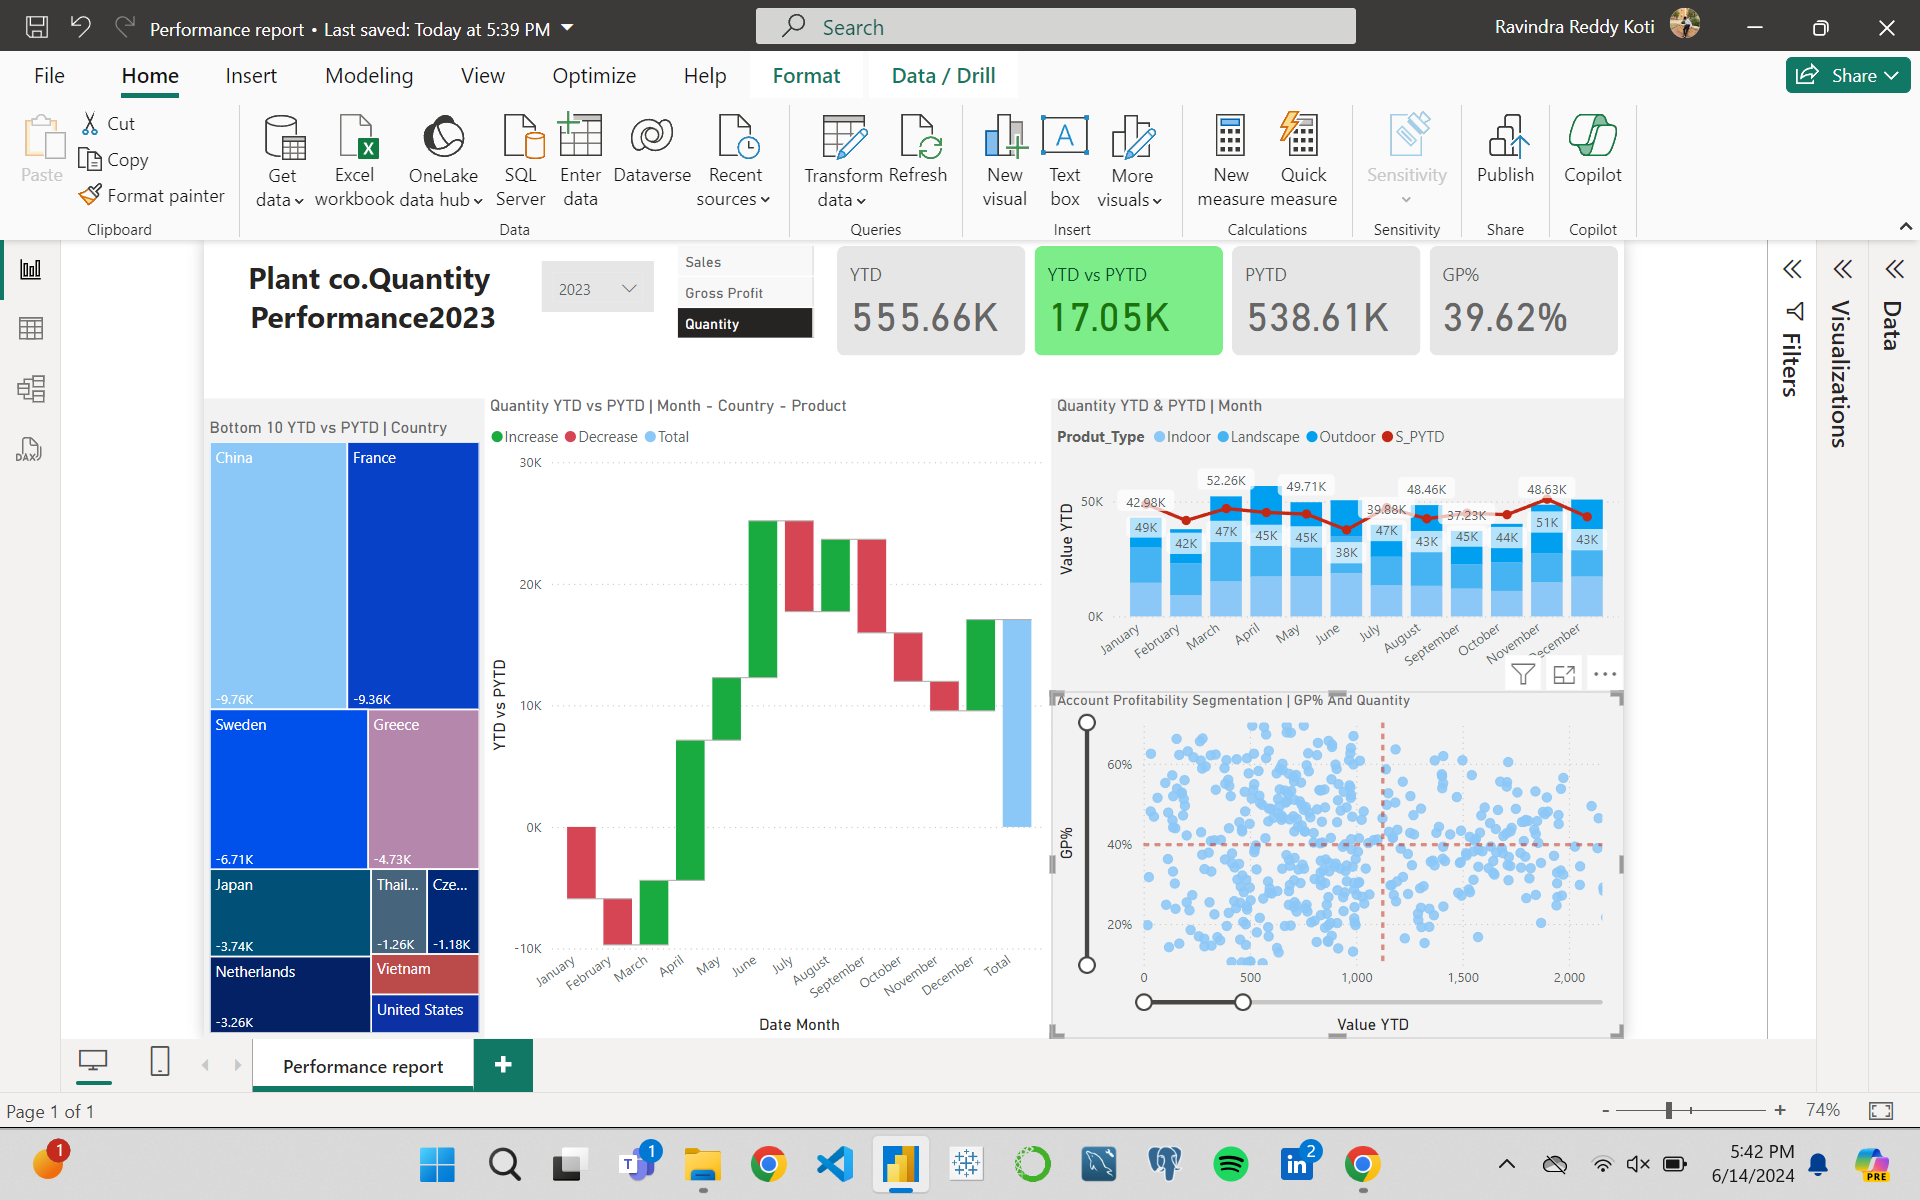 Performance report • Last saved: Today at 5:39 PM
Search
Ravindra Reddy Koti
File Home Insert Modeling View Optimize Help Format Data / Drill
Share
Paste
Cut
Copy
Format painter
Clipboard
Get data
Excel workbook
OneLake data hub
SQL Server
Enter data
Dataverse
Recent sources
Data
Transform data
Refresh
Queries
New visual
Text box
More visuals
Insert
New measure
Quick measure
Calculations
Sensitivity
Sensitivity
Publish
Share
Copilot
Copilot
DAX
Plant co.Quantity
Performance2023
2023
Sales
Gross Profit
Quantity
YTD
555.66K
YTD vs PYTD
17.05K
PYTD
538.61K
GP%
39.62%
Filters
Visualizations
Data
Bottom 10 YTD vs PYTD | Country
China
-9.76K
France
-9.36K
Sweden
-6.71K
Greece
-4.73K
Japan
-3.74K
Thail...
-1.26K
Cze...
-1.18K
Netherlands
-3.26K
Vietnam
United States
Quantity YTD vs PYTD | Month - Country - Product
Increase Decrease Total
30K
20K
10K
0K
-10K
YTD vs PYTD
January February March April May June July August September October November December Total
Date Month
Quantity YTD & PYTD | Month
Produt_Type Indoor Landscape Outdoor S_PYTD
50K
0K
Value YTD
42.98K 52.26K 49.71K 39.88K 48.46K 37.23K 48.63K
49K 42K 47K 45K 45K 38K 47K 43K 45K 44K 51K 43K
January February March April May June July August September October November December
Account Profitability Segmentation | GP% And Quantity
60%
40%
20%
GP%
0 500 1,000 1,500 2,000
Value YTD
Performance report
+
Page 1 of 1
- + 74%
1
1
2
5:42 PM
6/14/2024
PRE